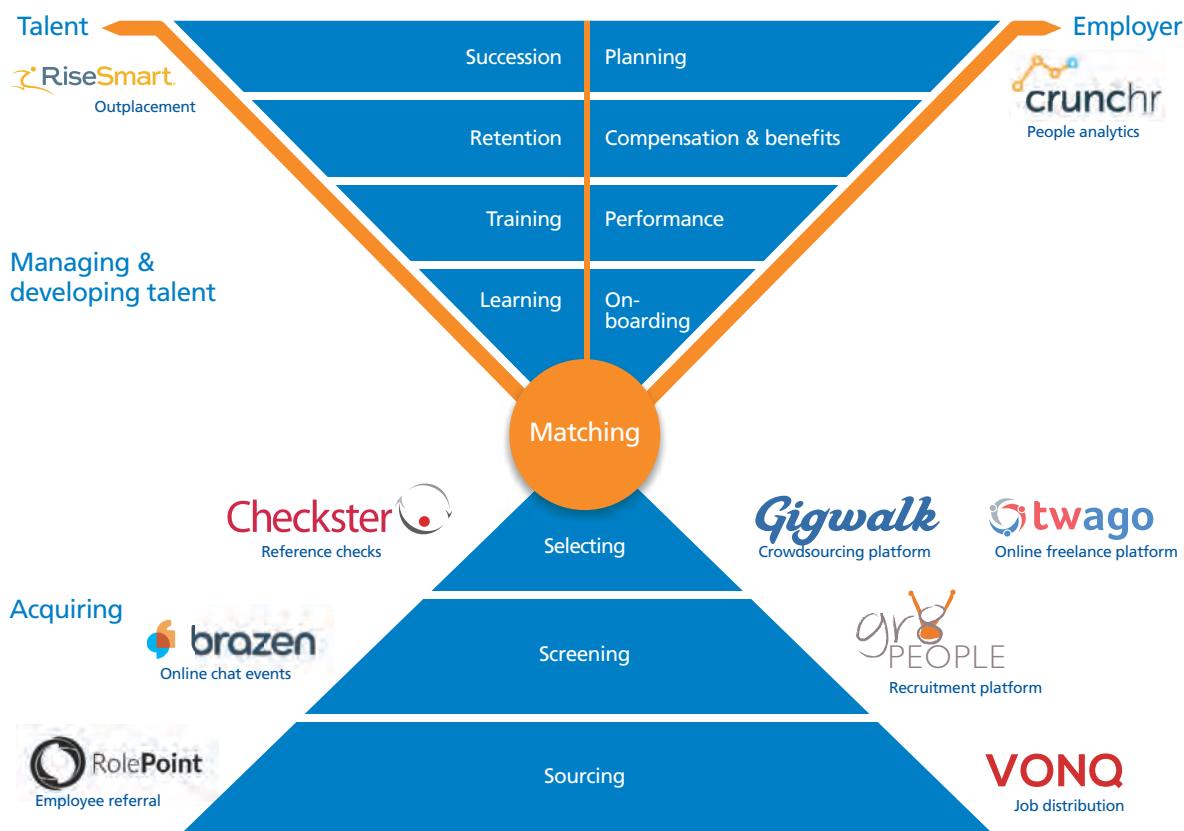 Talent
Employer
RiseSmart
Outplacement
crunchr
People analytics
Succession
Planning
Retention
Compensation & benefits
Training
Performance
Managing &
developing talent
Learning
On-
boarding
Matching
Checkster
Reference checks
Selecting
Gigwalk
Crowdsourcing platform
twago
Online freelance platform
Acquiring
brazen
Online chat events
Screening
gr8
PEOPLE
Recruitment platform
RolePoint
Employee referral
Sourcing
VONQ
Job distribution